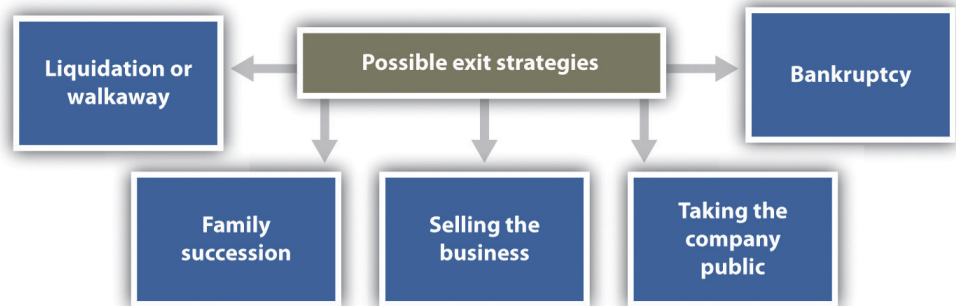 Possible exit strategies
Liquidation or
walkaway
Bankruptcy
Family
succession
Selling the
business
Taking the
company
public